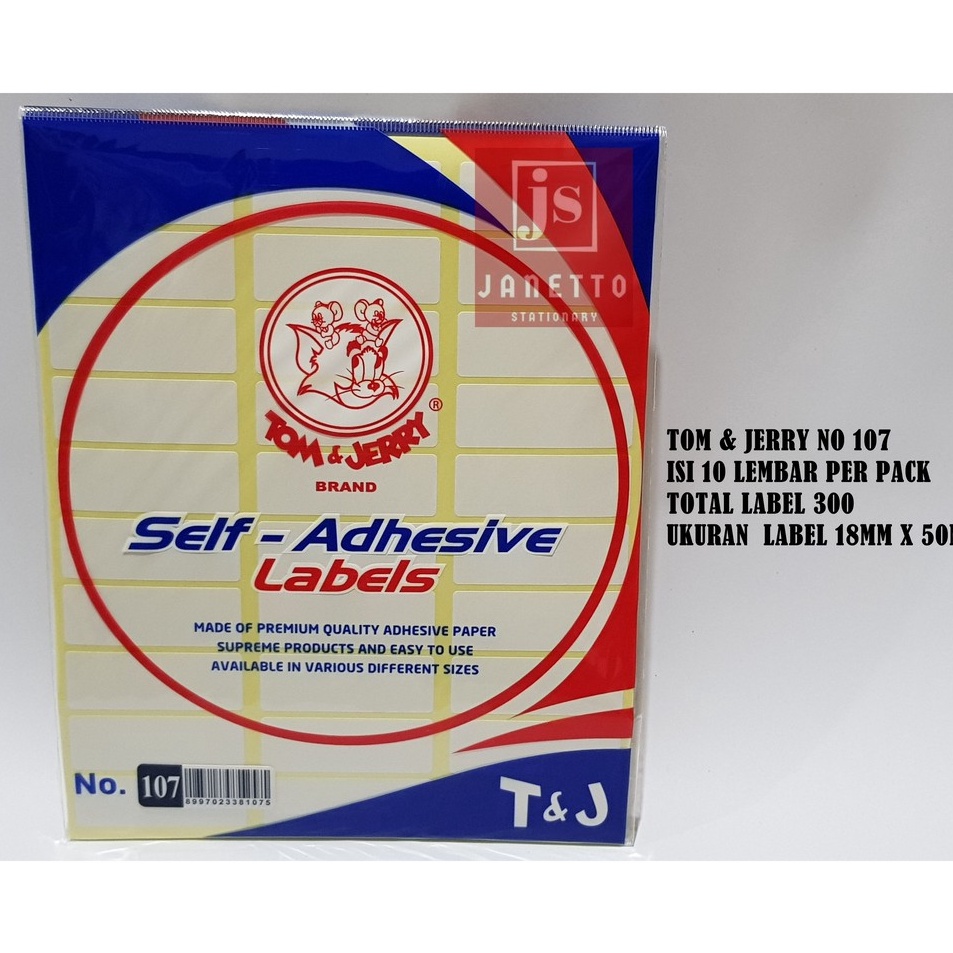 js
JANETTO
STATIONARY
TOM & JERRY
®
BRAND
Self - Adhesive
Labels
MADE OF PREMIUM QUALITY ADHESIVE PAPER
SUPREME PRODUCTS AND EASY TO USE
AVAILABLE IN VARIOUS DIFFERENT SIZES
No. 107
8997023381075
T & J
TOM & JERRY NO 107
ISI 10 LEMBAR PER PACK
TOTAL LABEL 300
UKURAN LABEL 18MM X 50